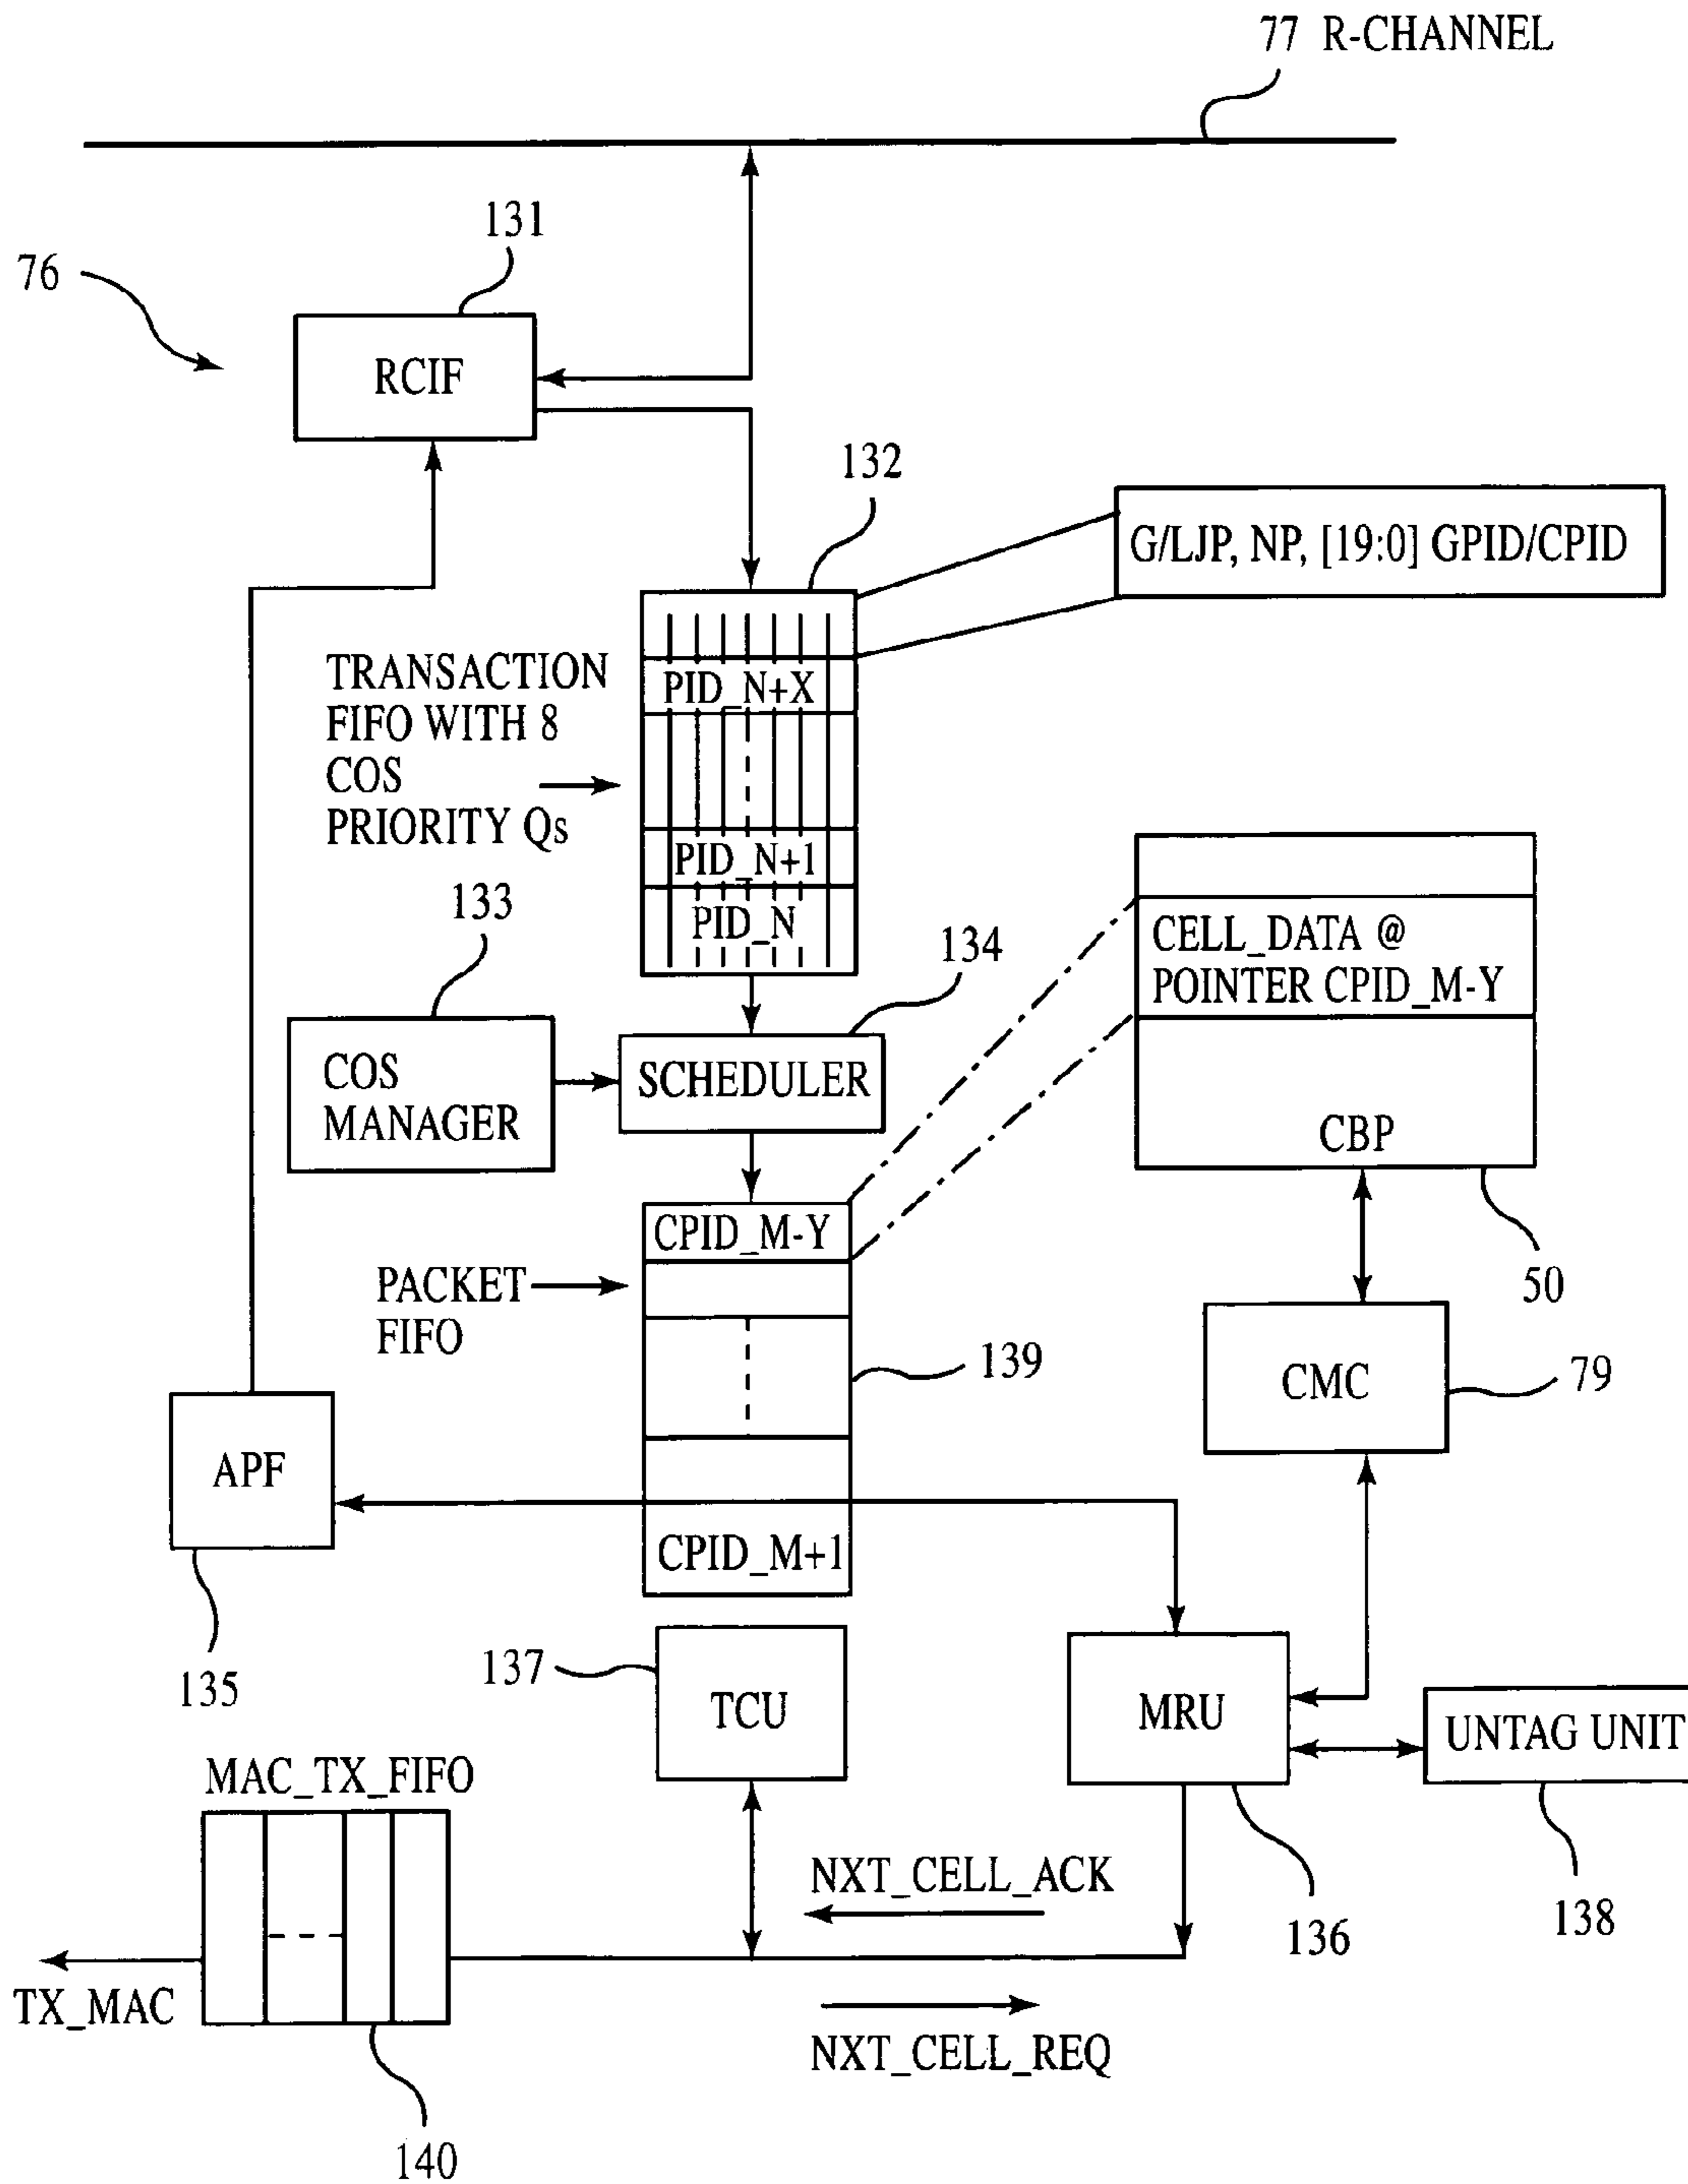 77 R-CHANNEL
131
76
RCIF
132
G/LJP, NP, [19:0] GPID/CPID
TRANSACTION
FIFO WITH 8
COS
PRIORITY Qs
PID_N+X
PID_N+1
PID_N
133
134
COS
MANAGER
SCHEDULER
CELL_DATA @
POINTER CPID_M-Y
CBP
50
CPID_M-Y
PACKET
FIFO
139
CMC
79
APF
135
CPID_M+1
137
TCU
MRU
136
UNTAG UNIT
138
MAC_TX_FIFO
NXT_CELL_ACK
TX_MAC
NXT_CELL_REQ
140